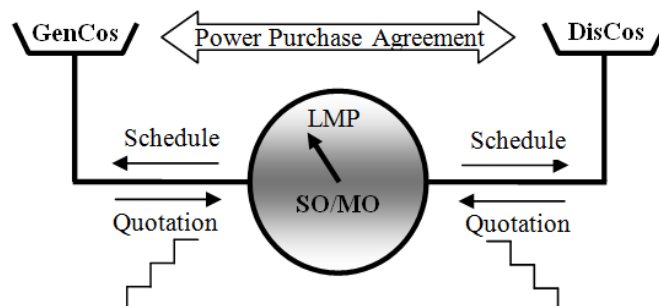 GenCos
Power Purchase Agreement
DisCos
LMP
Schedule
Schedule
SO/MO
Quotation
Quotation